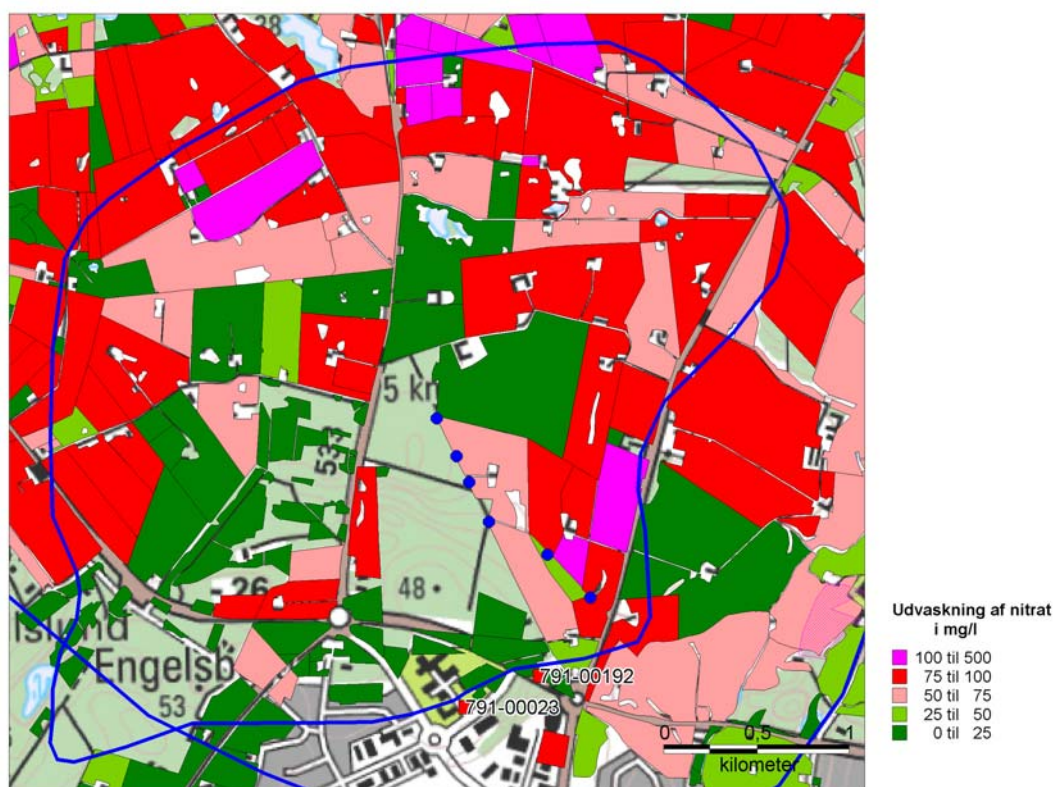 28
5 km
53
26
48
Engelsb
53
791-00192
791-00023
0 0,5 1
kilometer
Udvaskning af nitrat
i mg/l
100 til 500
75 til 100
50 til 75
25 til 50
0 til 25